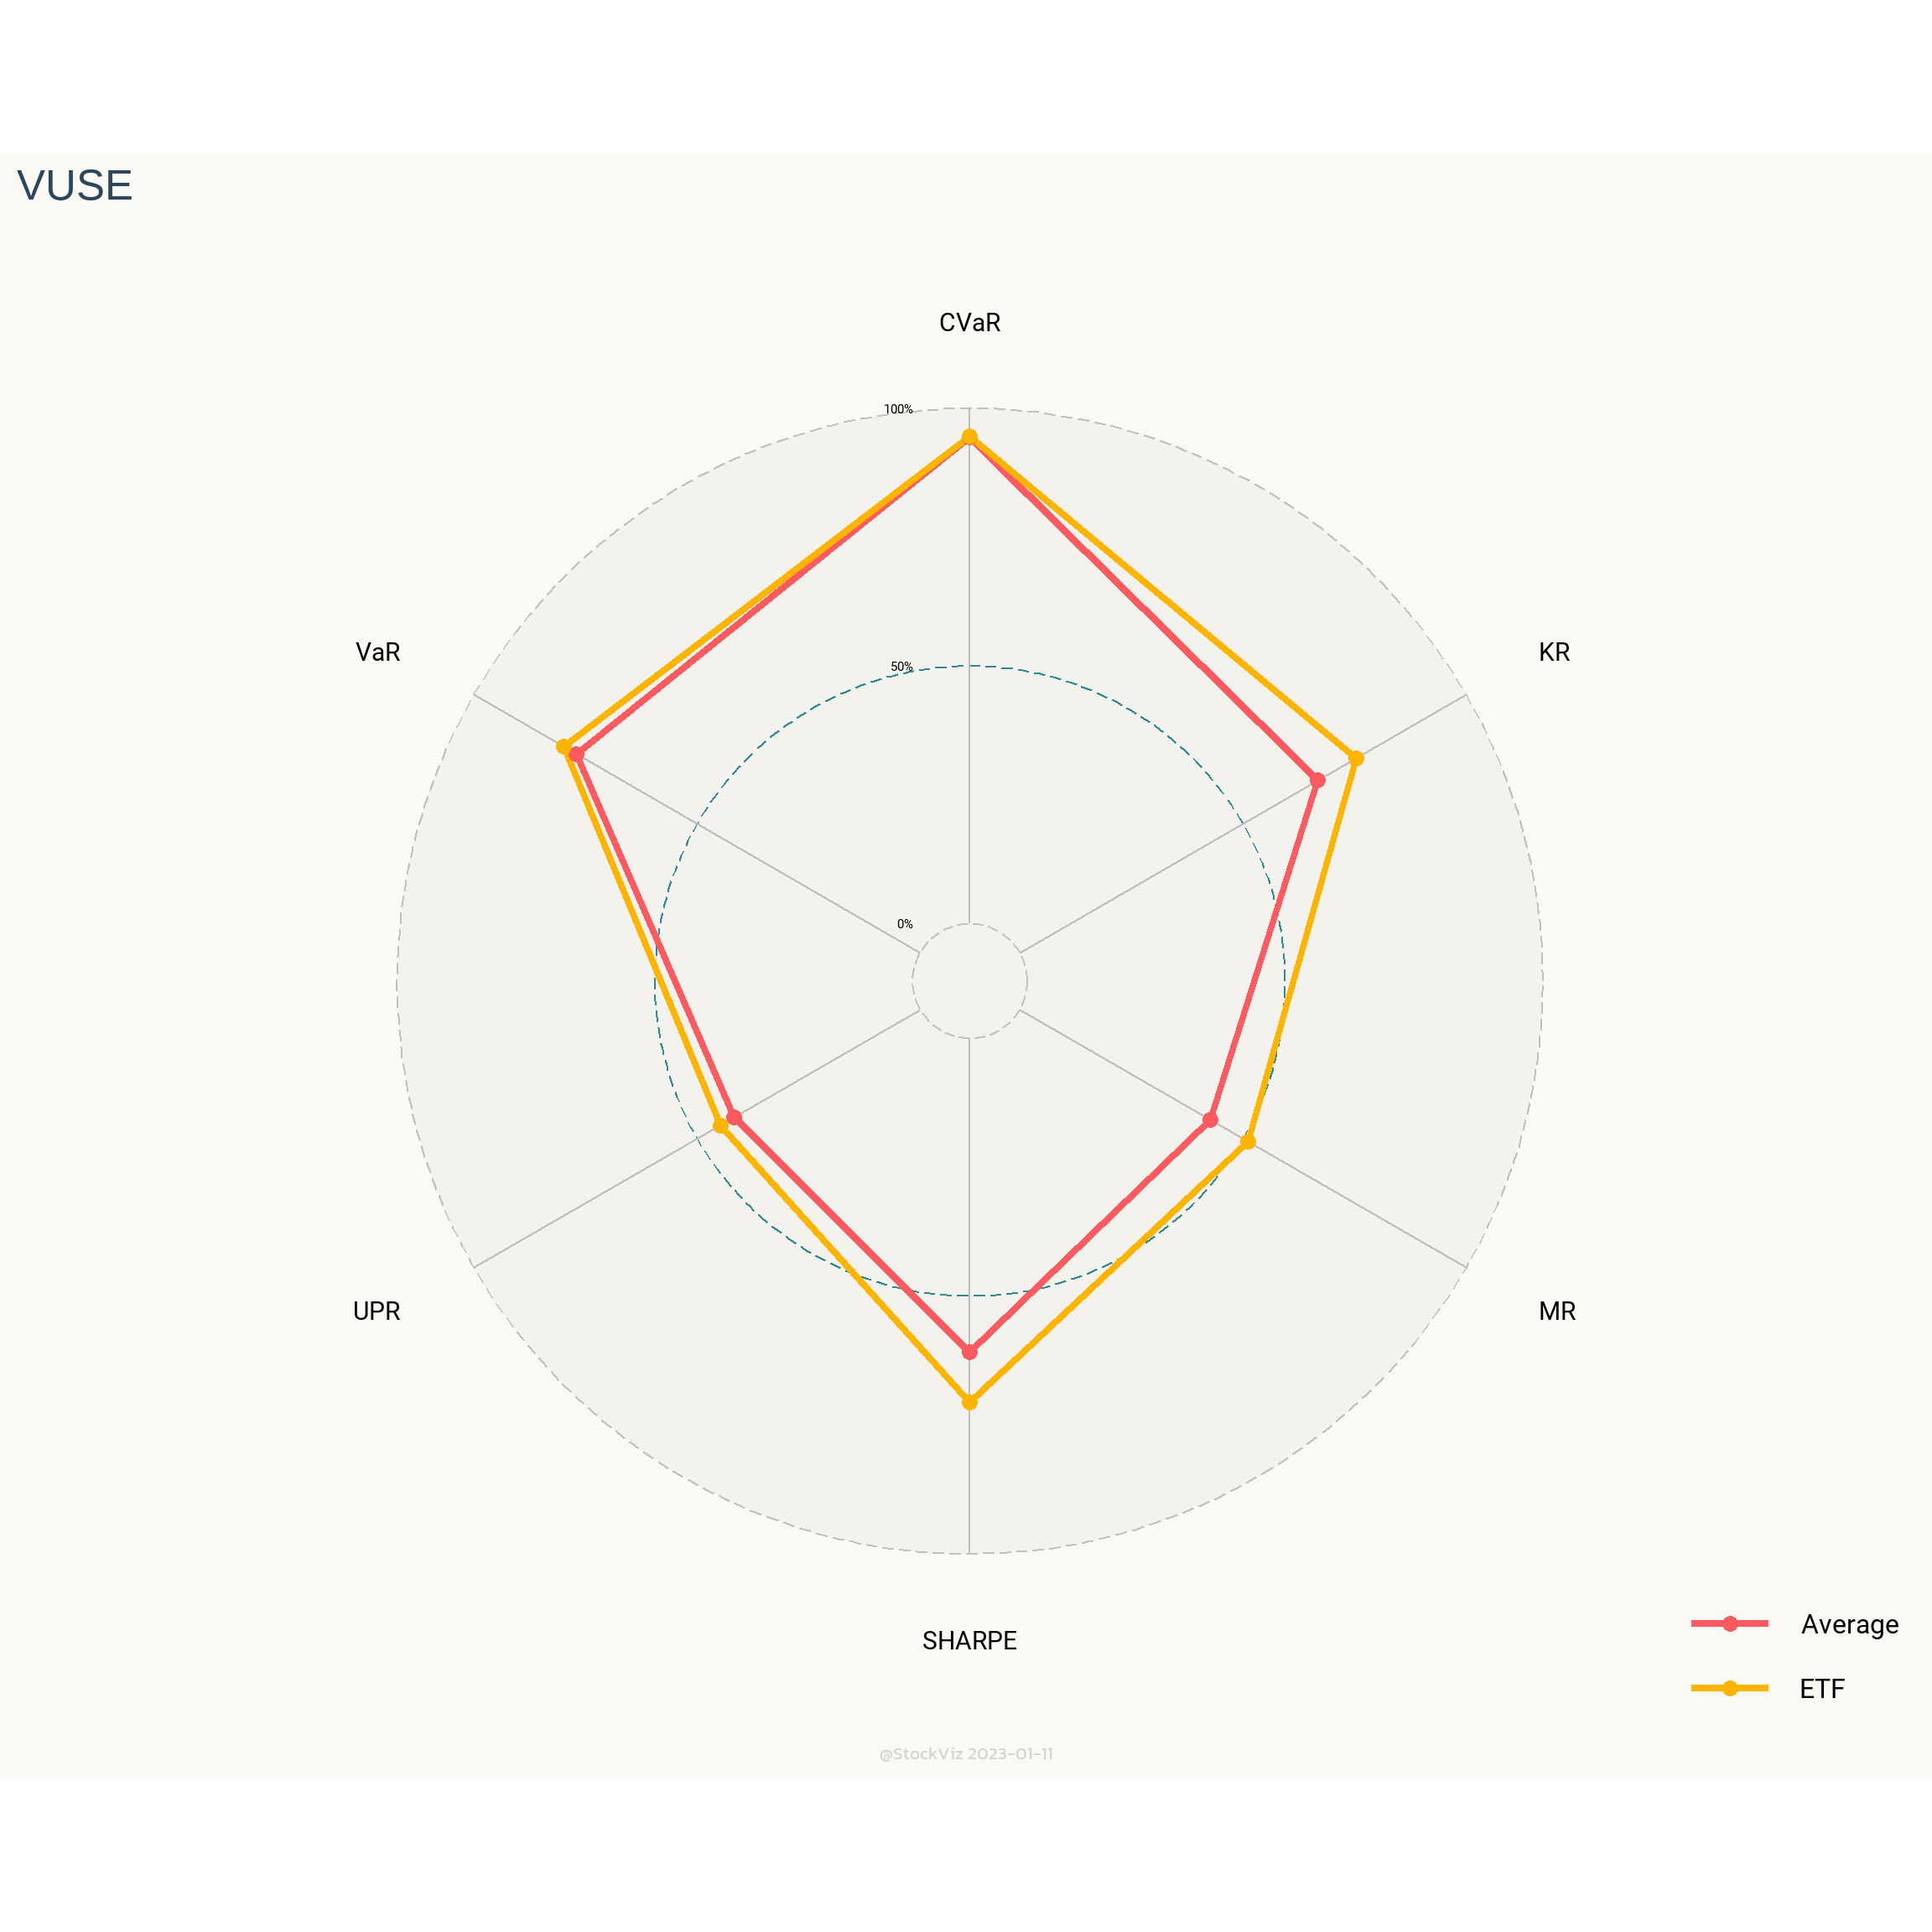 VUSE
CVaR
100%
VaR
KR
50%
0%
UPR
MR
SHARPE
Average
ETF
@StockViz 2023-01-11